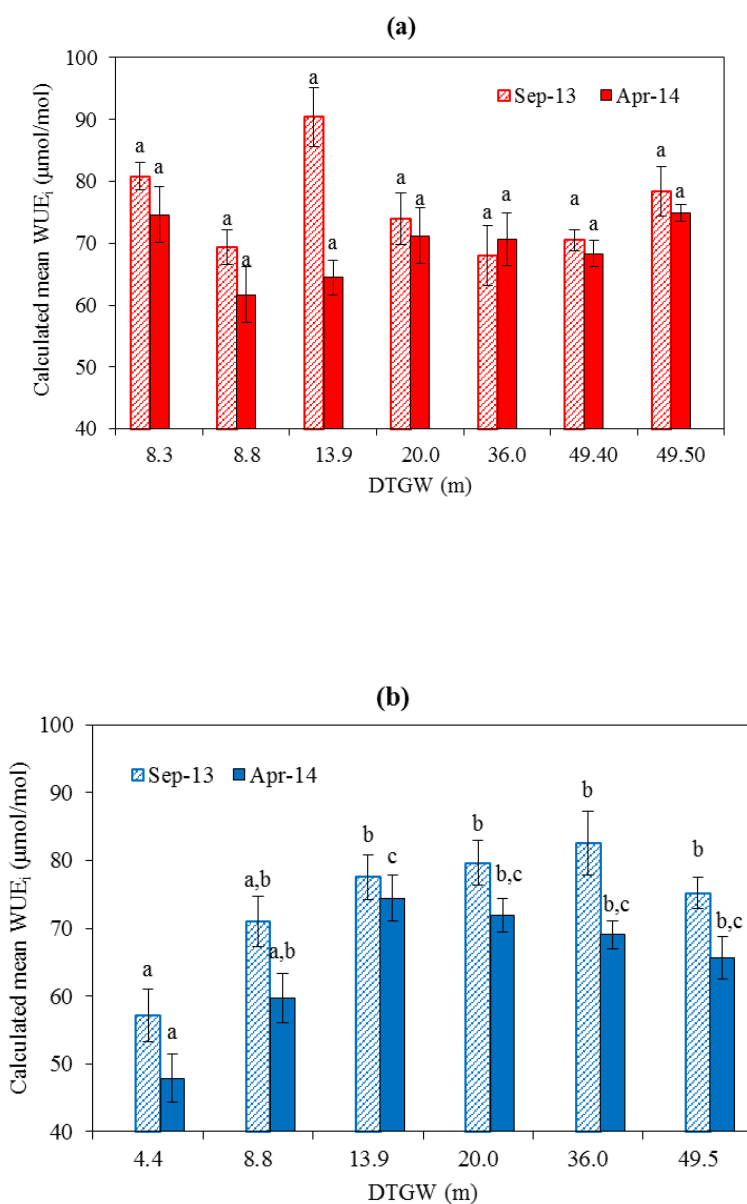 (a)
100
90
80
70
60
50
40
Calculated mean WUEi (μmol/mol)
Sep-13 Apr-14
a a a a a a a a a a a a a a
8.3 8.8 13.9 20.0 36.0 49.40 49.50
DTGW (m)
(b)
100
90
80
70
60
50
40
Calculated mean WUEi (μmol/mol)
Sep-13 Apr-14
a a a,b a,b b c b b,c b b,c b b,c
4.4 8.8 13.9 20.0 36.0 49.5
DTGW (m)